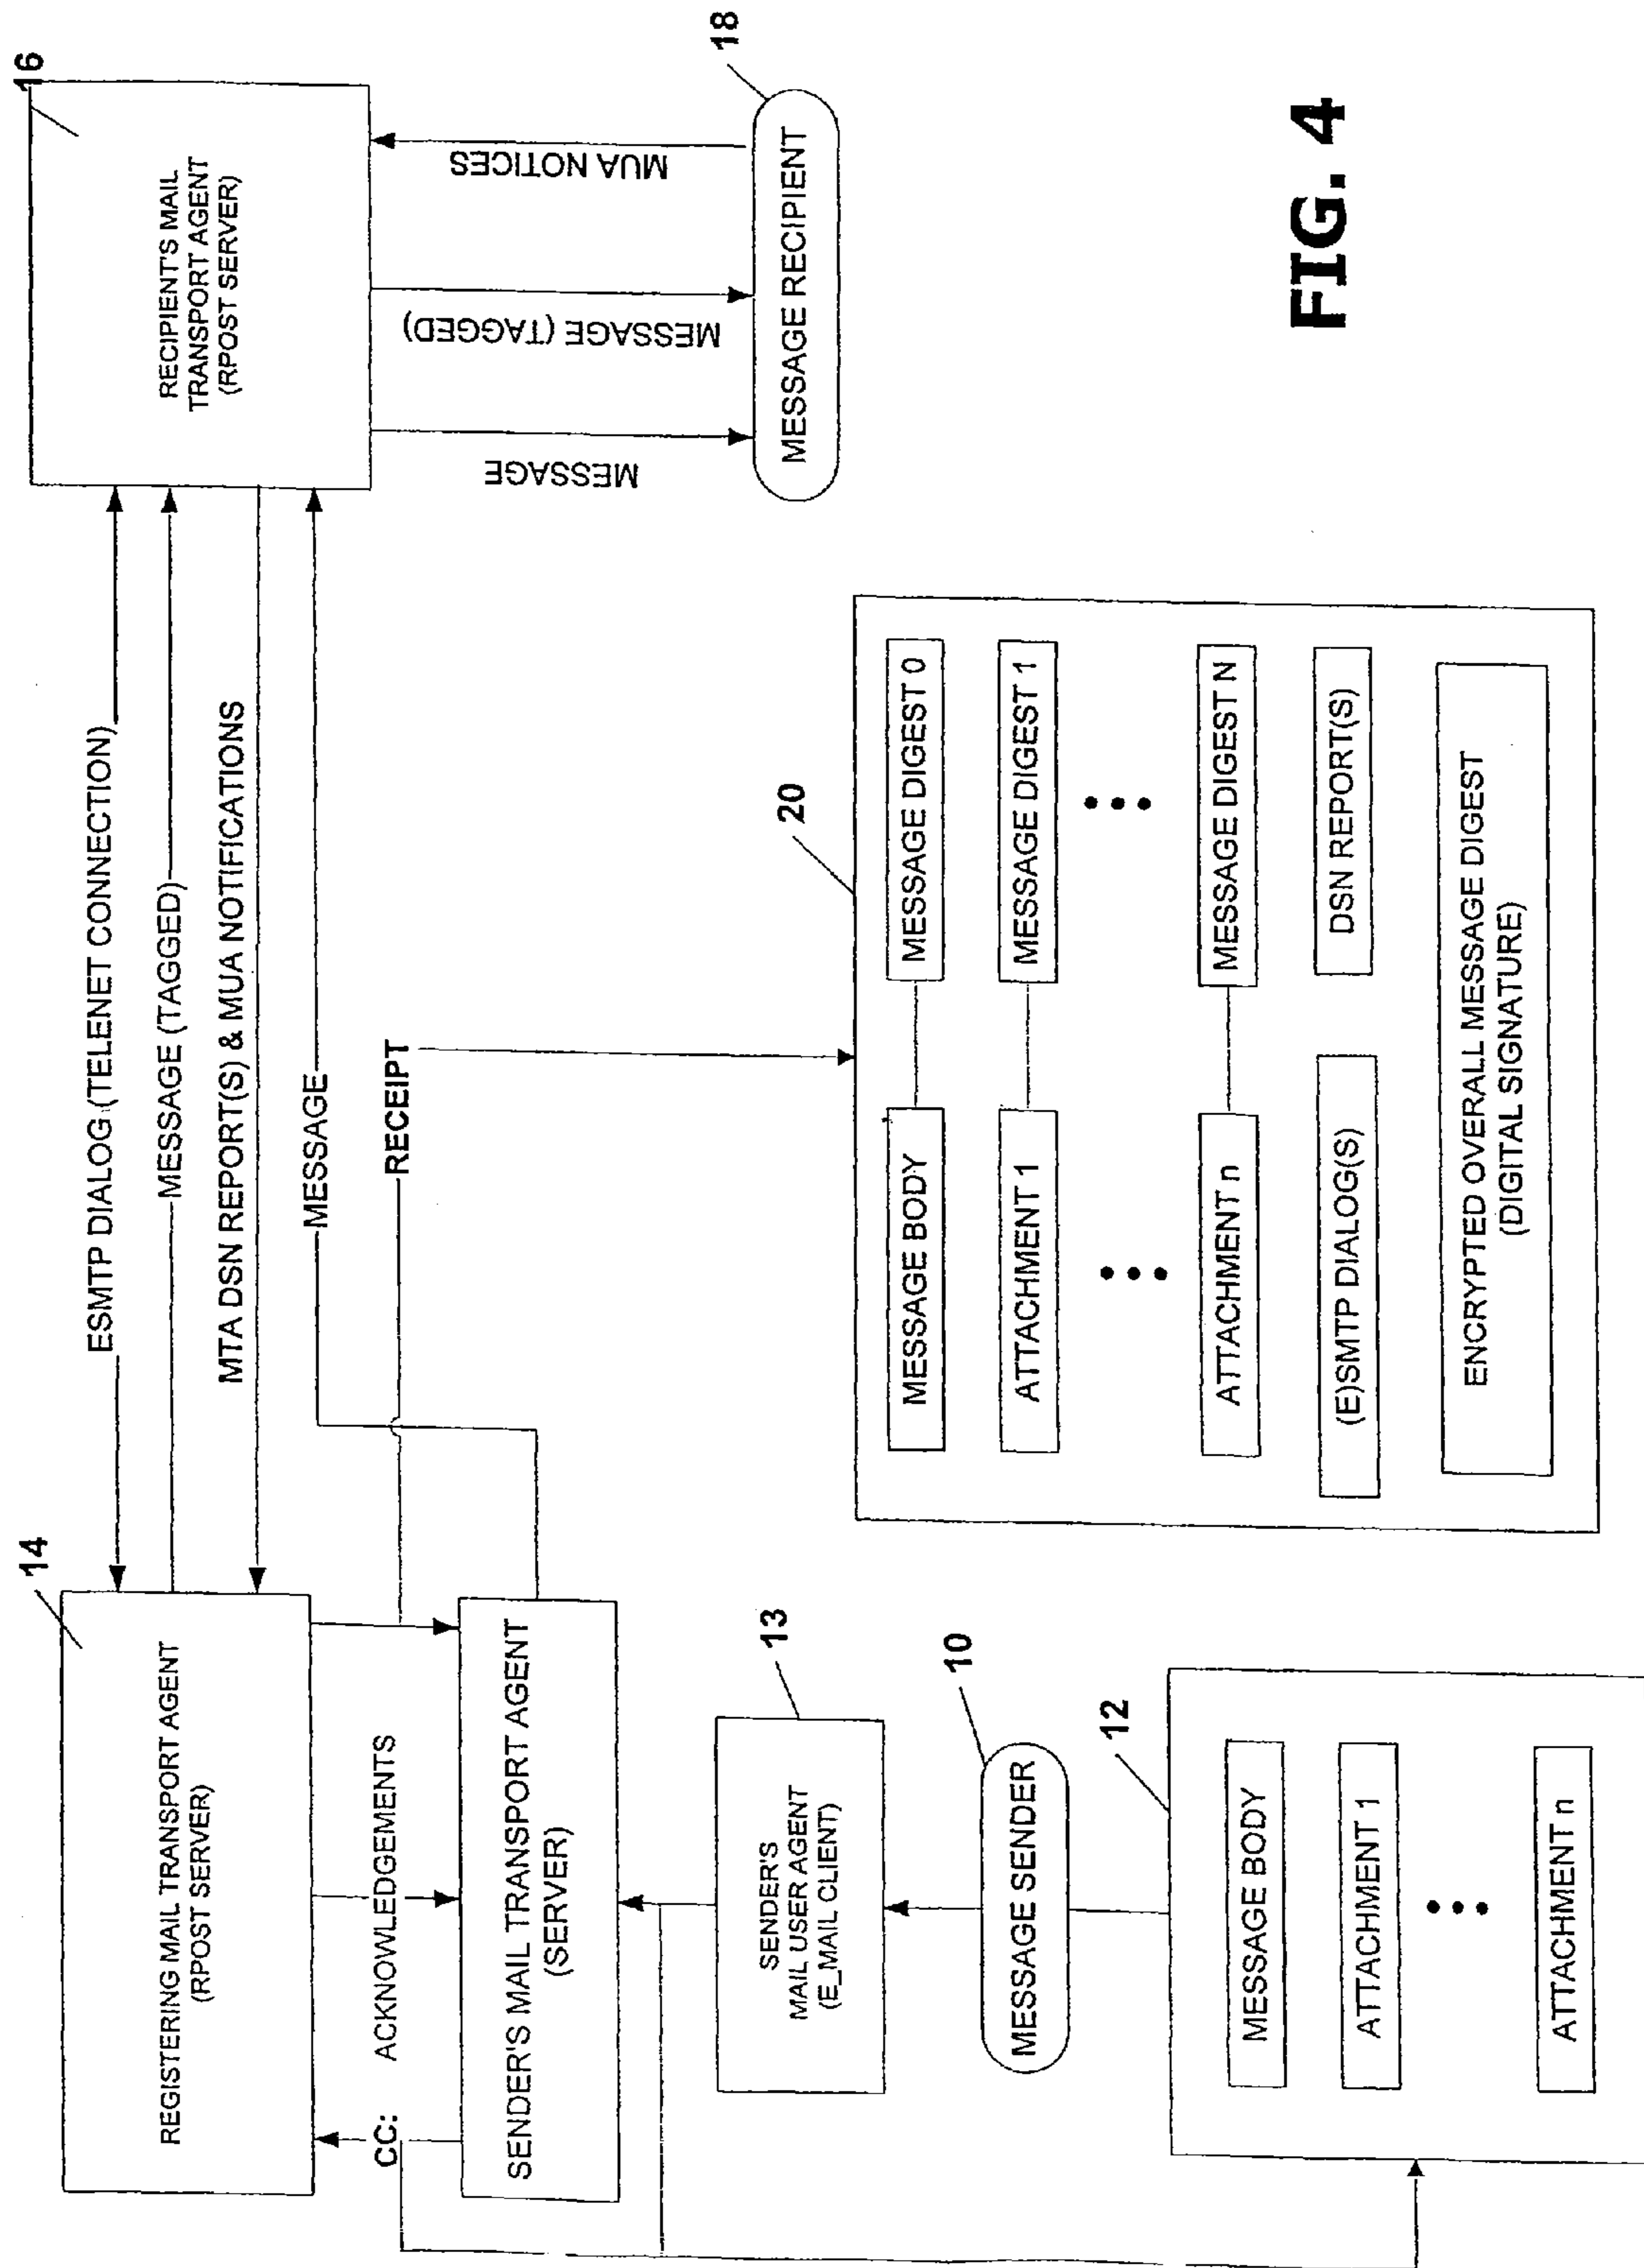 14
REGISTERING MAIL TRANSPORT AGENT
(RPOST SERVER)
ESMTP DIALOG (TELENET CONNECTION)
MESSAGE (TAGGED)
MTA DSN REPORT(S) & MUA NOTIFICATIONS
MESSAGE
RECEIPT
16
RECIPIENT'S MAIL
TRANSPORT AGENT
(RPOST SERVER)
CC:
ACKNOWLEDGEMENTS
SENDER'S MAIL TRANSPORT AGENT
(SERVER)
MESSAGE
MESSAGE (TAGGED)
MUA NOTICES
18
MESSAGE RECIPIENT
13
SENDER'S
MAIL USER AGENT
(E_MAIL CLIENT)
10
MESSAGE SENDER
12
MESSAGE BODY
ATTACHMENT 1
ATTACHMENT n
20
MESSAGE BODY
MESSAGE DIGEST 0
ATTACHMENT 1
MESSAGE DIGEST 1
ATTACHMENT n
MESSAGE DIGEST N
(E)SMTP DIALOG(S)
DSN REPORT(S)
ENCRYPTED OVERALL MESSAGE DIGEST
(DIGITAL SIGNATURE)
FIG. 4